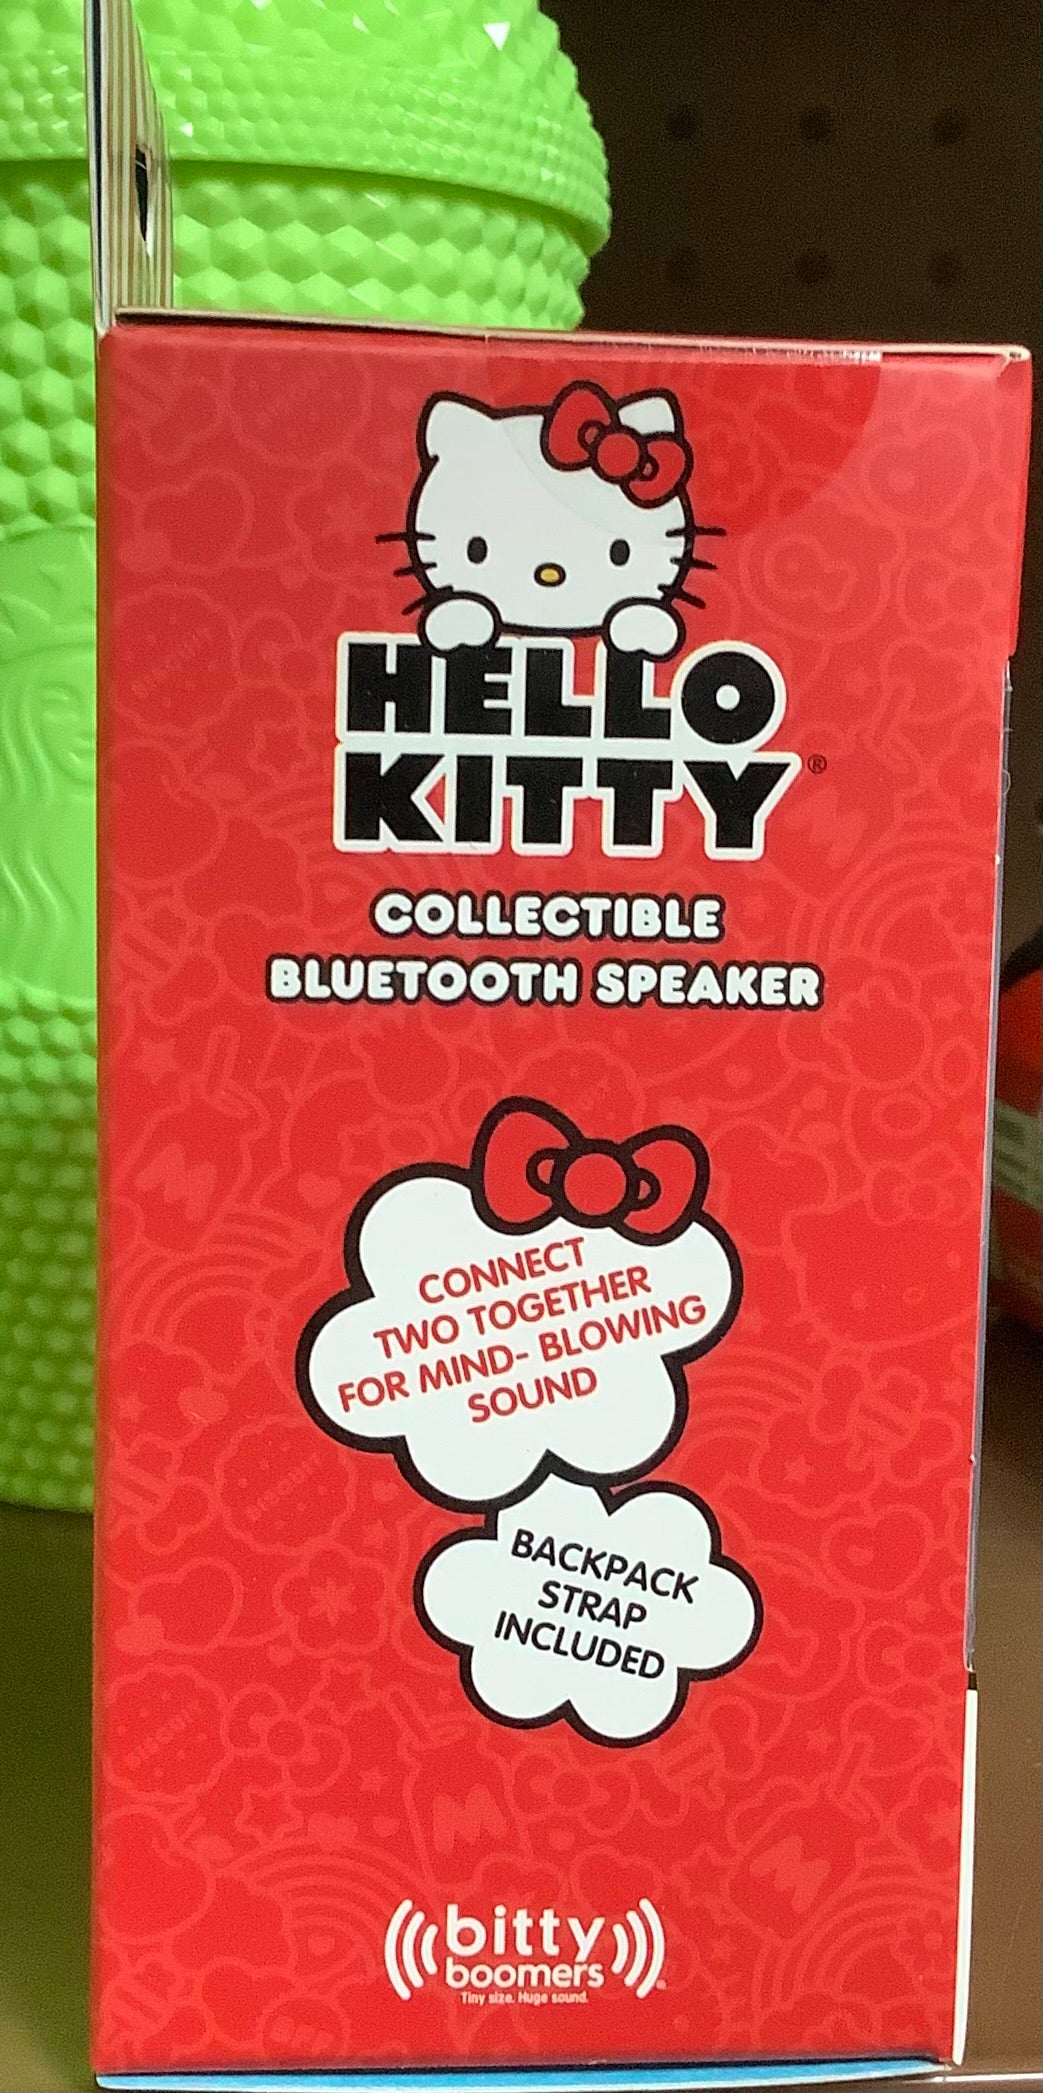 HELLO
KITTY®
COLLECTIBLE
BLUETOOTH SPEAKER
CONNECT
TWO TOGETHER
FOR MIND- BLOWING
SOUND
BACKPACK
STRAP
INCLUDED
bitty
boomers®
Tiny size. Huge sound.